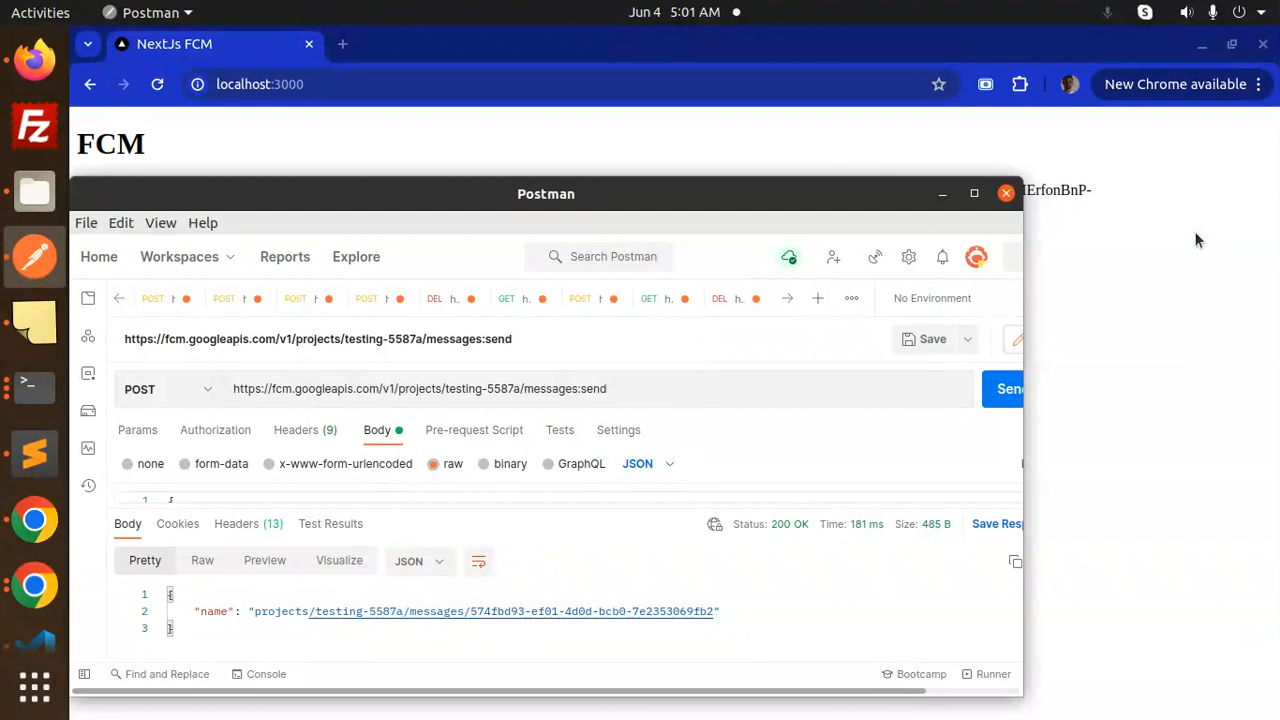 Activities Postman Jun 4 5:01 AM
NextJs FCM
localhost:3000 New Chrome available
FCM
ErfonBnP-
Postman
File Edit View Help
Home Workspaces Reports Explore Search Postman
POST POST POST POST DEL h.. GET h. POST h GET h. DEL h.. No Environment
https://fcm.googleapis.com/v1/projects/testing-5587a/messages:send Save
POST https://fcm.googleapis.com/v1/projects/testing-5587a/messages:send Sen
Params Authorization Headers (9) Body Pre-request Script Tests Settings
none form-data x-www-form-urlencoded raw binary GraphQL JSON
1 {
Body Cookies Headers (13) Test Results Status: 200 OK Time: 181 ms Size: 485 B Save Resp
Pretty Raw Preview Visualize JSON
1 {
2 "name": "projects/testing-5587a/messages/574fbd93-ef01-4d0d-bcb0-7e2353069fb2"
3 }
Find and Replace Console Bootcamp Runner